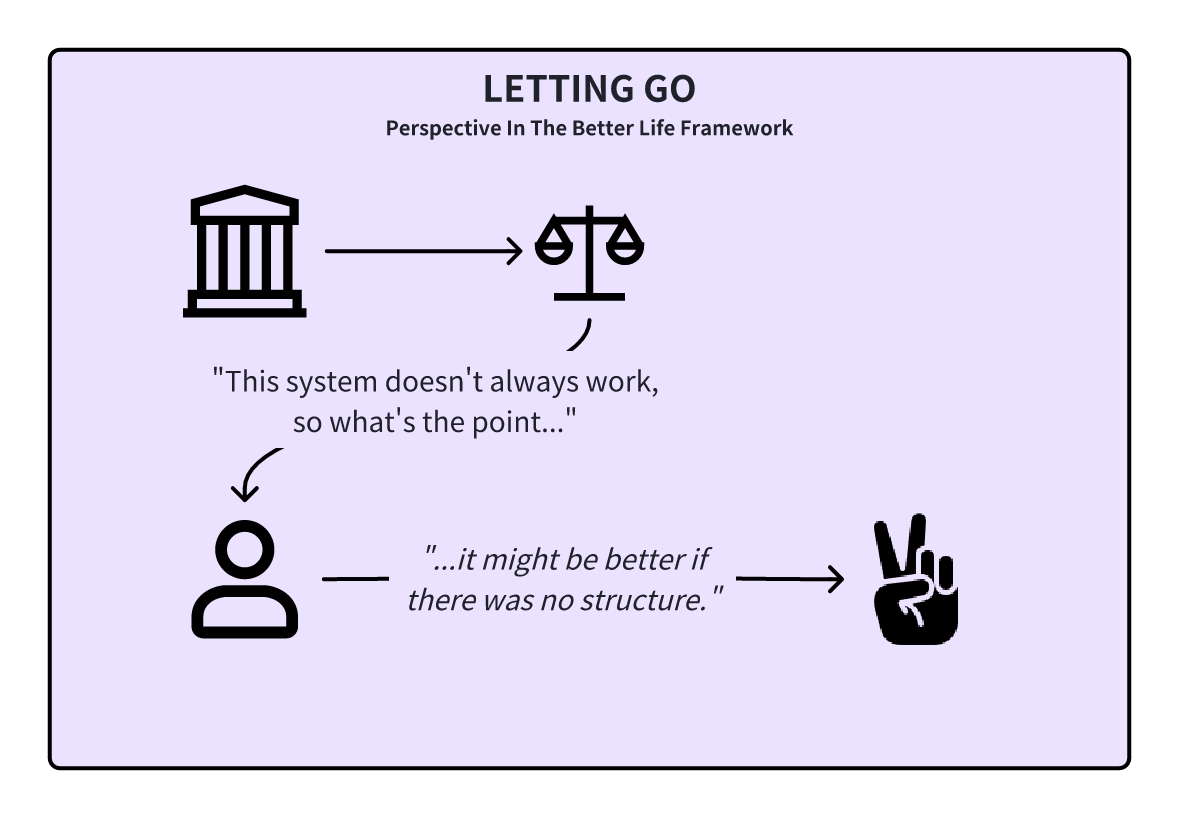 LETTING GO
Perspective In The Better Life Framework
"This system doesn't always work,
so what's the point..."
"...it might be better if
there was no structure."